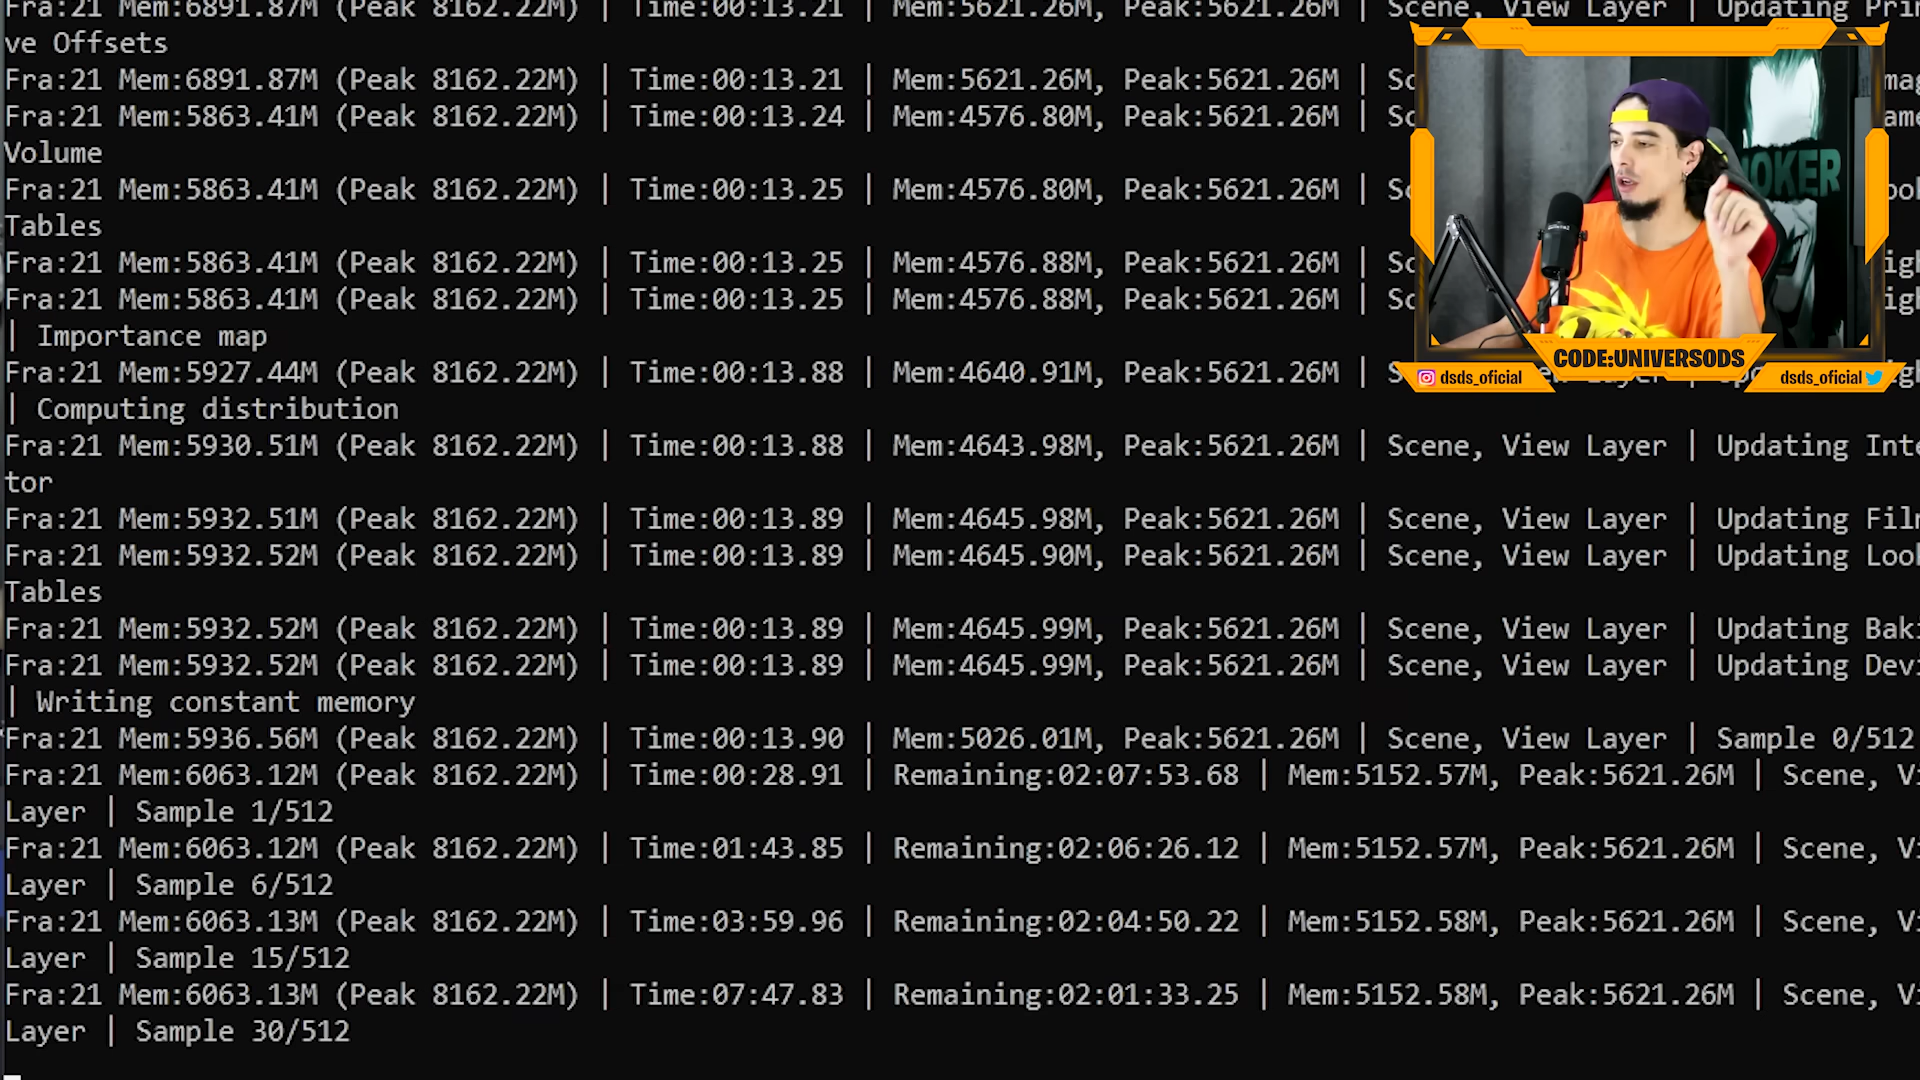 Fra:21 Mem:6891.87M (Peak 8162.22M) | Time:00:13.21 | Mem:5621.26M, Peak:5621.26M | Scene, View Layer | Updating
ve Offsets
Fra:21 Mem:6891.87M (Peak 8162.22M) | Time:00:13.21 | Mem:5621.26M, Peak:5621.26M |
Fra:21 Mem:5863.41M (Peak 8162.22M) | Time:00:13.24 | Mem:4576.80M, Peak:5621.26M |
Volume
Fra:21 Mem:5863.41M (Peak 8162.22M) | Time:00:13.25 | Mem:4576.80M, Peak:5621.26M |
Tables
Fra:21 Mem:5863.41M (Peak 8162.22M) | Time:00:13.25 | Mem:4576.88M, Peak:5621.26M |
Fra:21 Mem:5863.41M (Peak 8162.22M) | Time:00:13.25 | Mem:4576.88M, Peak:5621.26M |
| Importance map
Fra:21 Mem:5927.44M (Peak 8162.22M) | Time:00:13.88 | Mem:4640.91M, Peak:5621.26M |
| Computing distribution
Fra:21 Mem:5930.51M (Peak 8162.22M) | Time:00:13.88 | Mem:4643.98M, Peak:5621.26M | Scene, View Layer | Updating Inte
tor
Fra:21 Mem:5932.51M (Peak 8162.22M) | Time:00:13.89 | Mem:4645.98M, Peak:5621.26M | Scene, View Layer | Updating Film
Fra:21 Mem:5932.52M (Peak 8162.22M) | Time:00:13.89 | Mem:4645.90M, Peak:5621.26M | Scene, View Layer | Updating Look
Tables
Fra:21 Mem:5932.52M (Peak 8162.22M) | Time:00:13.89 | Mem:4645.99M, Peak:5621.26M | Scene, View Layer | Updating Baki
Fra:21 Mem:5932.52M (Peak 8162.22M) | Time:00:13.89 | Mem:4645.99M, Peak:5621.26M | Scene, View Layer | Updating Devi
| Writing constant memory
Fra:21 Mem:5936.56M (Peak 8162.22M) | Time:00:13.90 | Mem:5026.01M, Peak:5621.26M | Scene, View Layer | Sample 0/512
Fra:21 Mem:6063.12M (Peak 8162.22M) | Time:00:28.91 | Remaining:02:07:53.68 | Mem:5152.57M, Peak:5621.26M | Scene, Vi
Layer | Sample 1/512
Fra:21 Mem:6063.12M (Peak 8162.22M) | Time:01:43.85 | Remaining:02:06:26.12 | Mem:5152.57M, Peak:5621.26M | Scene, Vi
Layer | Sample 6/512
Fra:21 Mem:6063.13M (Peak 8162.22M) | Time:03:59.96 | Remaining:02:04:50.22 | Mem:5152.58M, Peak:5621.26M | Scene, Vi
Layer | Sample 15/512
Fra:21 Mem:6063.13M (Peak 8162.22M) | Time:07:47.83 | Remaining:02:01:33.25 | Mem:5152.58M, Peak:5621.26M | Scene, Vi
Layer | Sample 30/512
OKER
CODE:UNIVERSODS
dsds_oficial
dsds_oficial